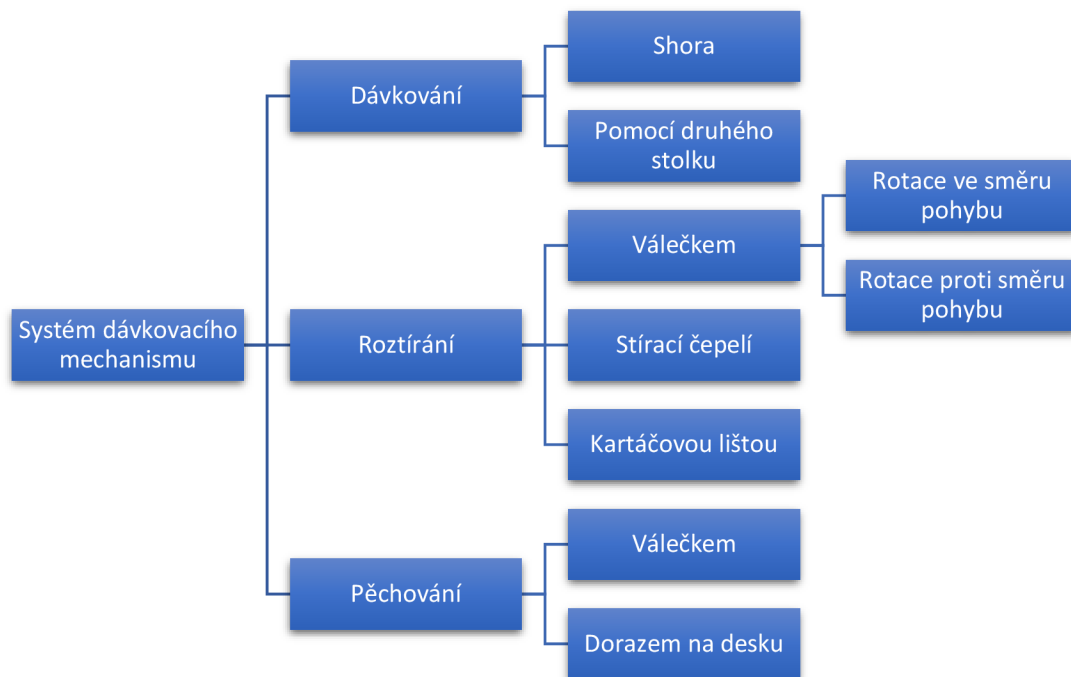 Systém dávkovacího
mechanismu
Dávkování
Shora
Pomocí druhého
stolku
Roztírání
Válečkem
Rotace ve směru
pohybu
Rotace proti směru
pohybu
Stírací čepelí
Kartáčovou lištou
Pěchování
Válečkem
Dorazem na desku